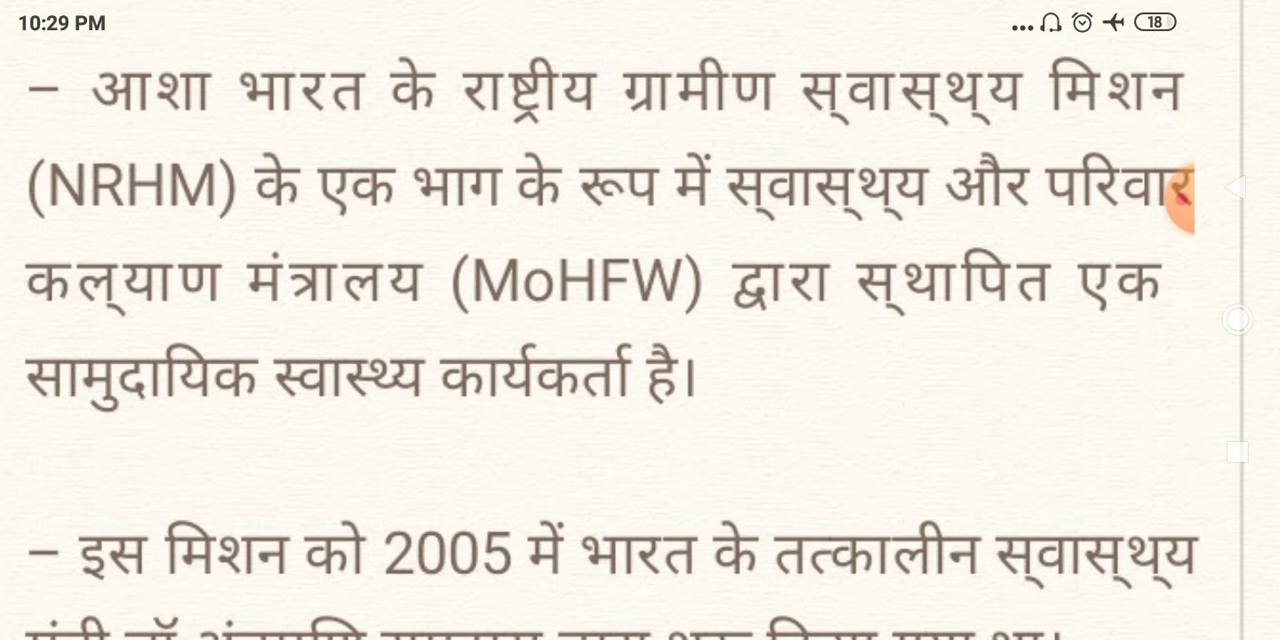 10:29 PM
... 18
– आशा भारत के राष्ट्रीय ग्रामीण स्वास्थ्य मिशन
(NRHM) के एक भाग के रूप में स्वास्थ्य और परिवार
कल्याण मंत्रालय (MoHFW) द्वारा स्थापित एक
सामुदायिक स्वास्थ्य कार्यकर्ता है।
– इस मिशन को 2005 में भारत के तत्कालीन स्वास्थ्य